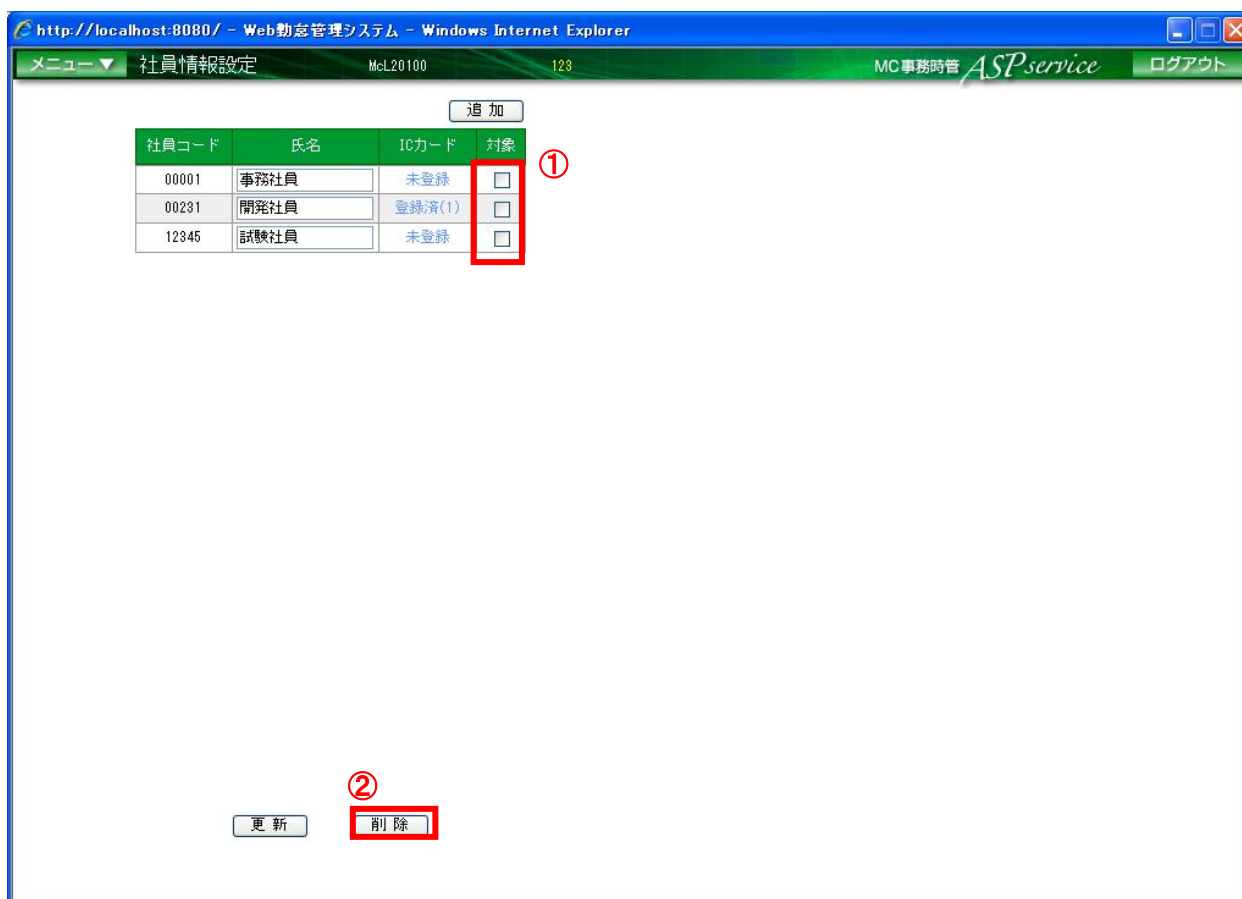 http://localhost:8080/ - Web勤怠管理システム - Windows Internet Explorer
メニュー▼ 社員情報設定 McL20100 123 MC事務時管 ASPservice ログアウト
追 加
社員コード 氏名 ICカード 対象
①
00001 事務社員 未登録
00231 開発社員 登録済(1)
12345 試験社員 未登録
②
更 新 削 除